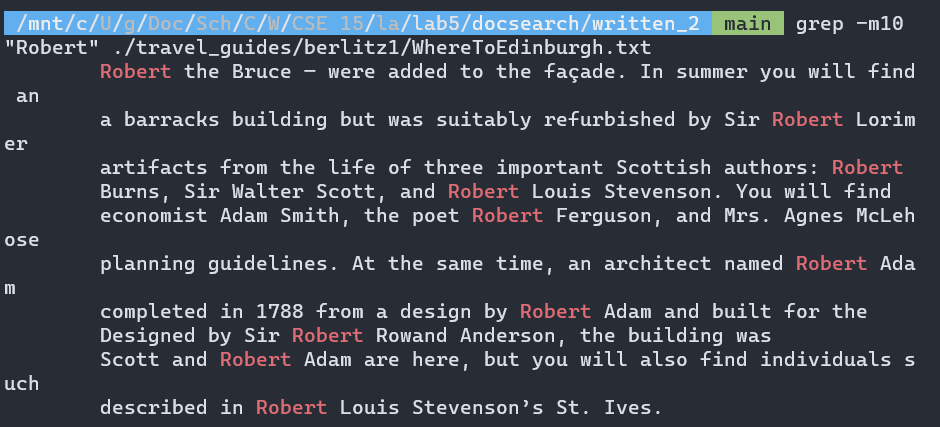 /mnt/c/U/g/Doc/Sch/C/W/CSE 15/la/lab5/docsearch/written_2 main grep -m10
"Robert" ./travel_guides/berlitz1/WhereToEdinburgh.txt
Robert the Bruce — were added to the façade. In summer you will find
an
a barracks building but was suitably refurbished by Sir Robert Lorim
er
artifacts from the life of three important Scottish authors: Robert
Burns, Sir Walter Scott, and Robert Louis Stevenson. You will find
economist Adam Smith, the poet Robert Ferguson, and Mrs. Agnes McLeh
ose
planning guidelines. At the same time, an architect named Robert Ada
m
completed in 1788 from a design by Robert Adam and built for the
Designed by Sir Robert Rowand Anderson, the building was
Scott and Robert Adam are here, but you will also find individuals s
uch
described in Robert Louis Stevenson’s St. Ives.